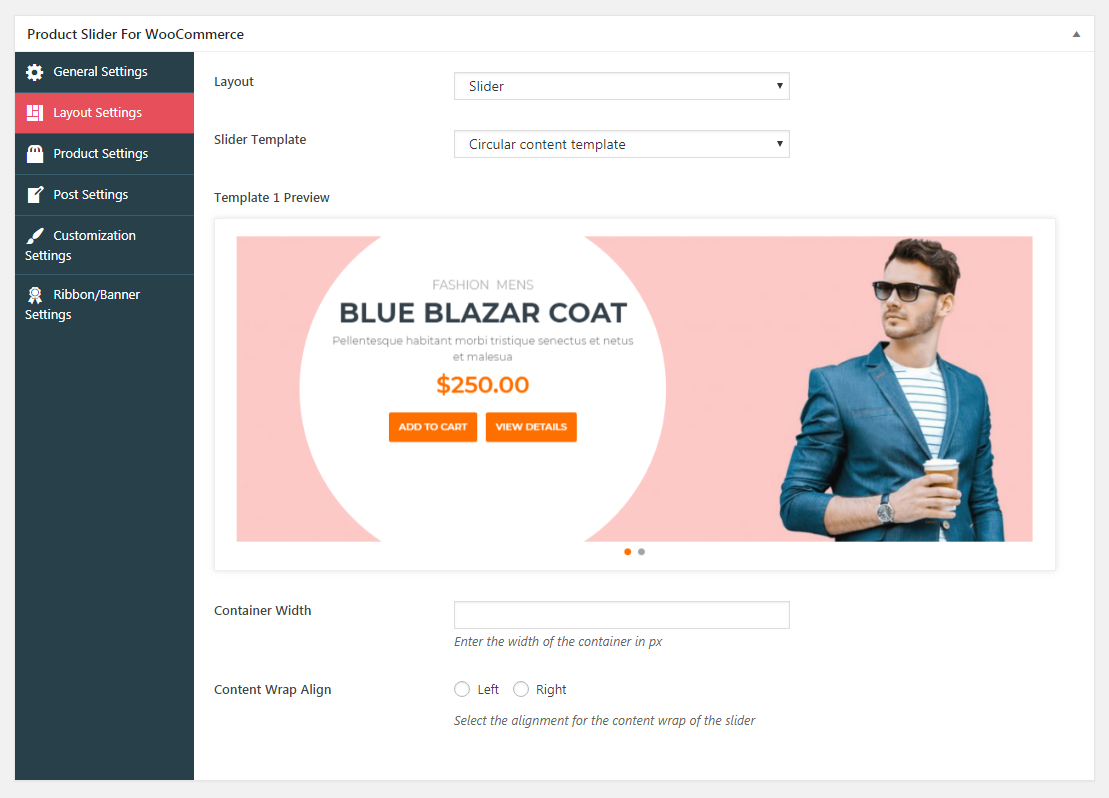 Product Slider For WooCommerce
General Settings
Layout Settings
Product Settings
Post Settings
Customization
Settings
Ribbon/Banner
Settings
Layout
Slider
Slider Template
Circular content template
Template 1 Preview
FASHION MENS
BLUE BLAZAR COAT
Pellentesque habitant morbi tristique senectus et netus
et malesua
$250.00
ADD TO CART
VIEW DETAILS
Container Width
Enter the width of the container in px
Content Wrap Align
Left
Right
Select the alignment for the content wrap of the slider